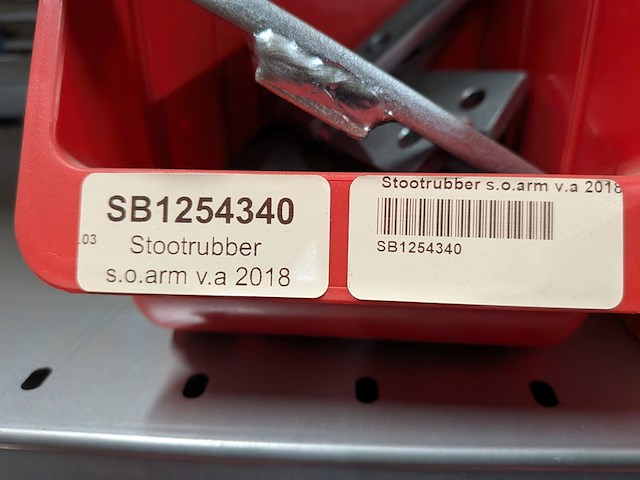 SB1254340
.03
Stootrubber
s.o.arm v.a 2018
Stootrubber s.o.arm v.a 2018
SB1254340